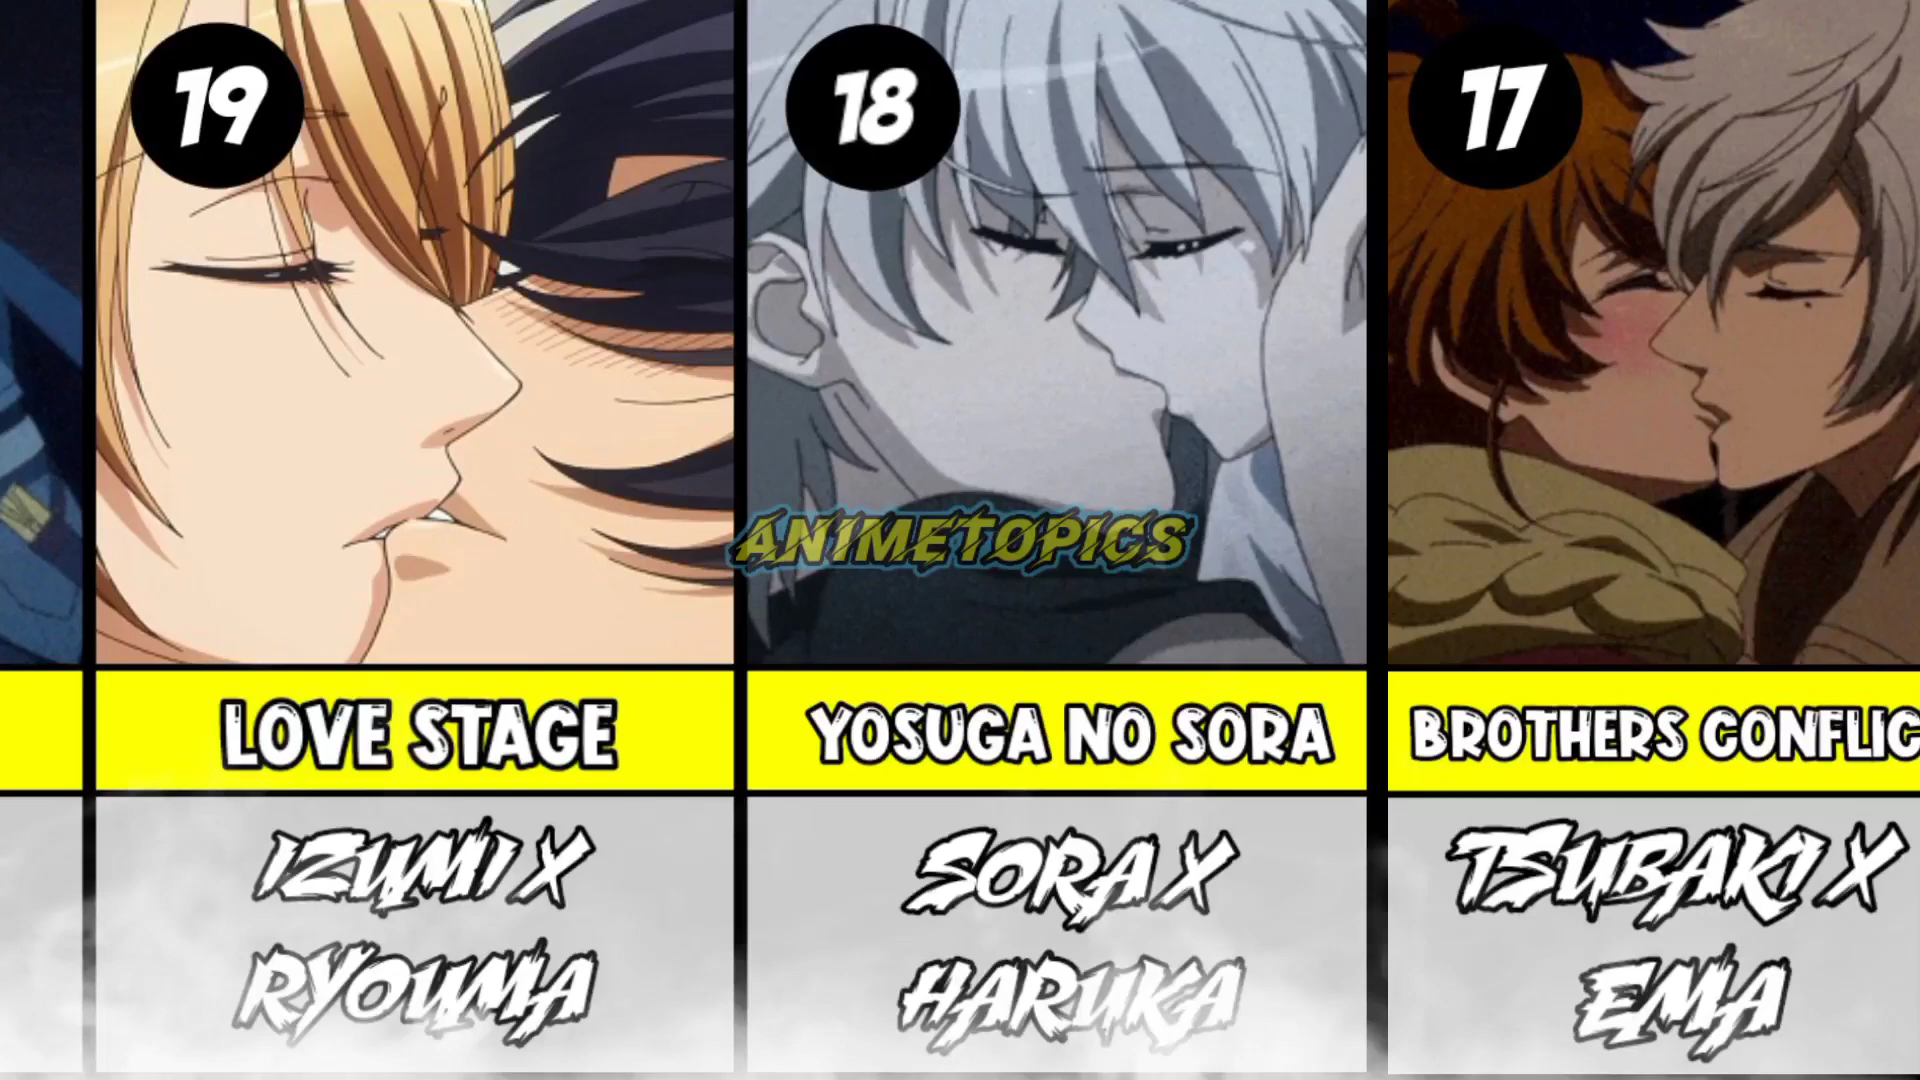 19
18
17
ANIMETOPICS
LOVE STAGE
YOSUGA NO SORA
BROTHERS CONFLIC
IZUMI X
RYOUMA
SORA X
HARUKA
TSUBAKI X
EMA